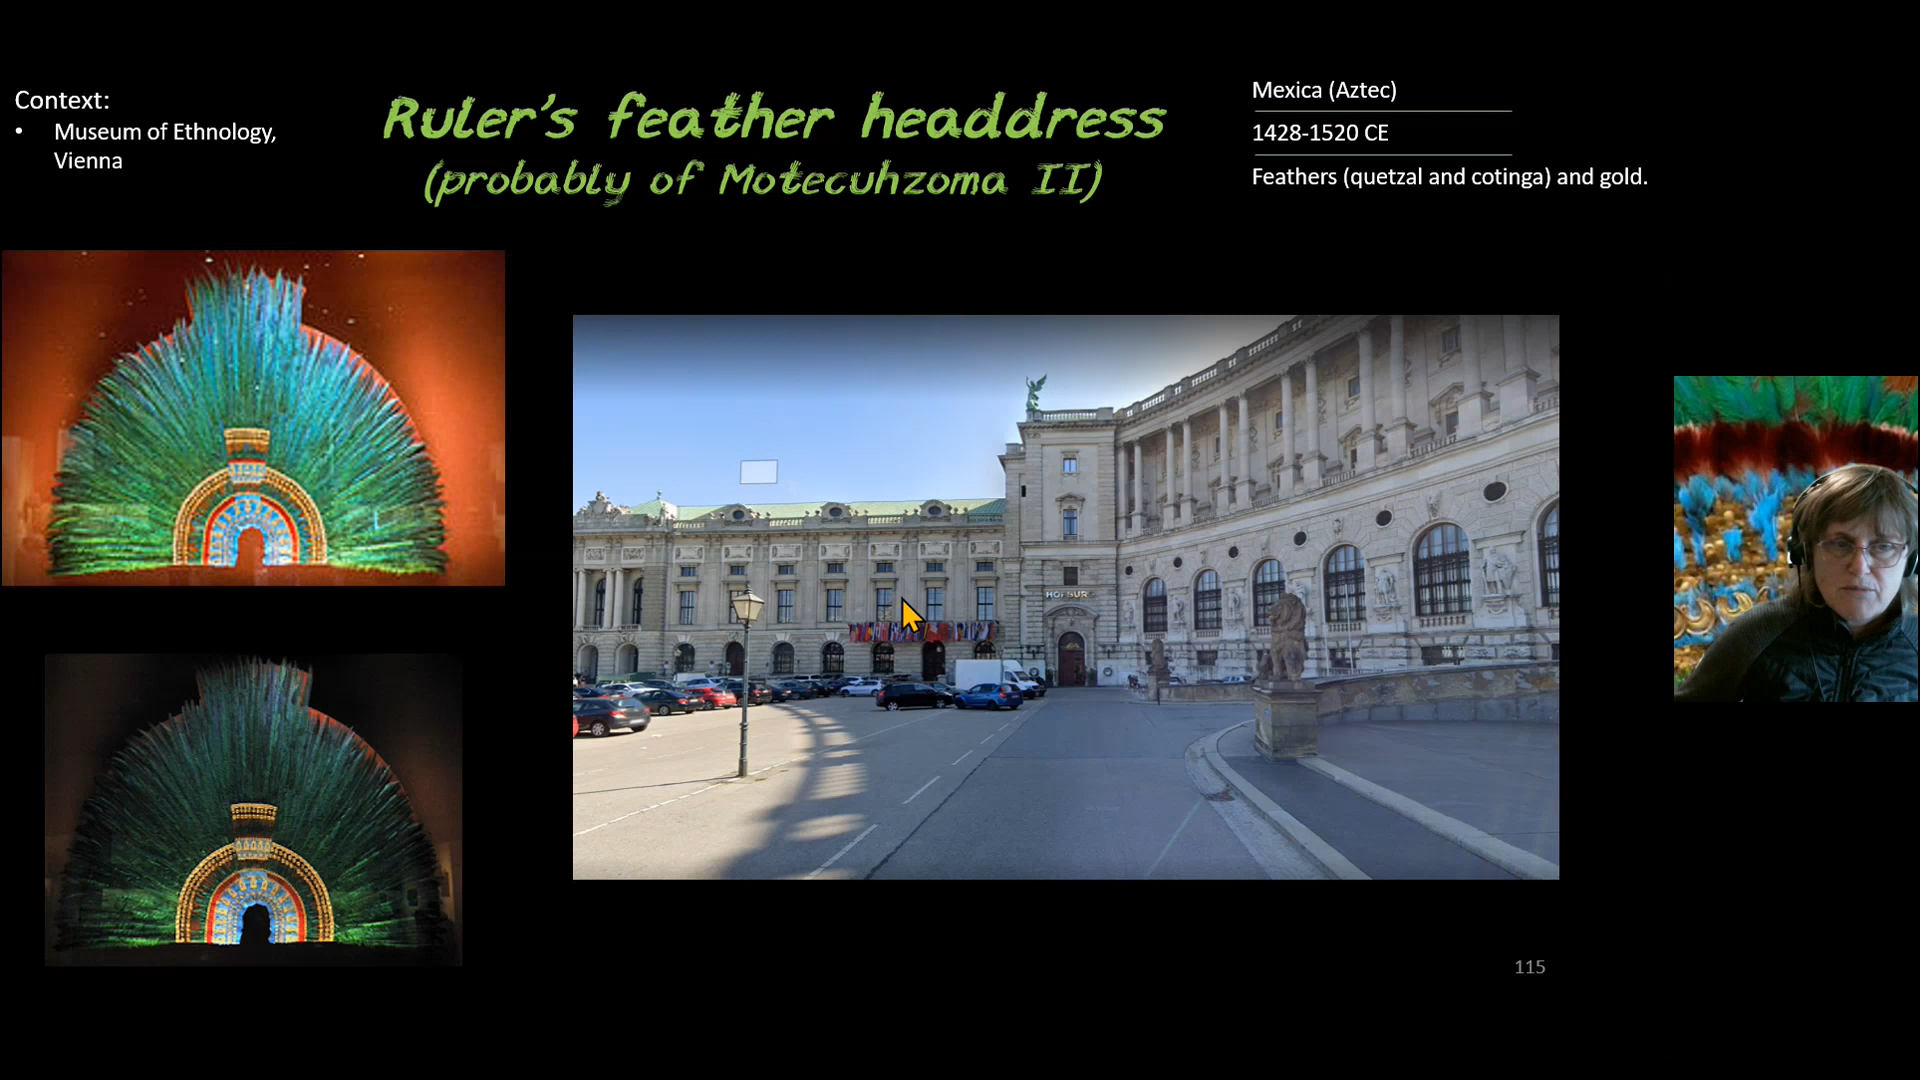 Context:
• Museum of Ethnology,
Vienna
Ruler's feather headdress
(probably of Motecuhzoma II)
Mexica (Aztec)
1428-1520 CE
Feathers (quetzal and cotinga) and gold.
HOFBURG
115